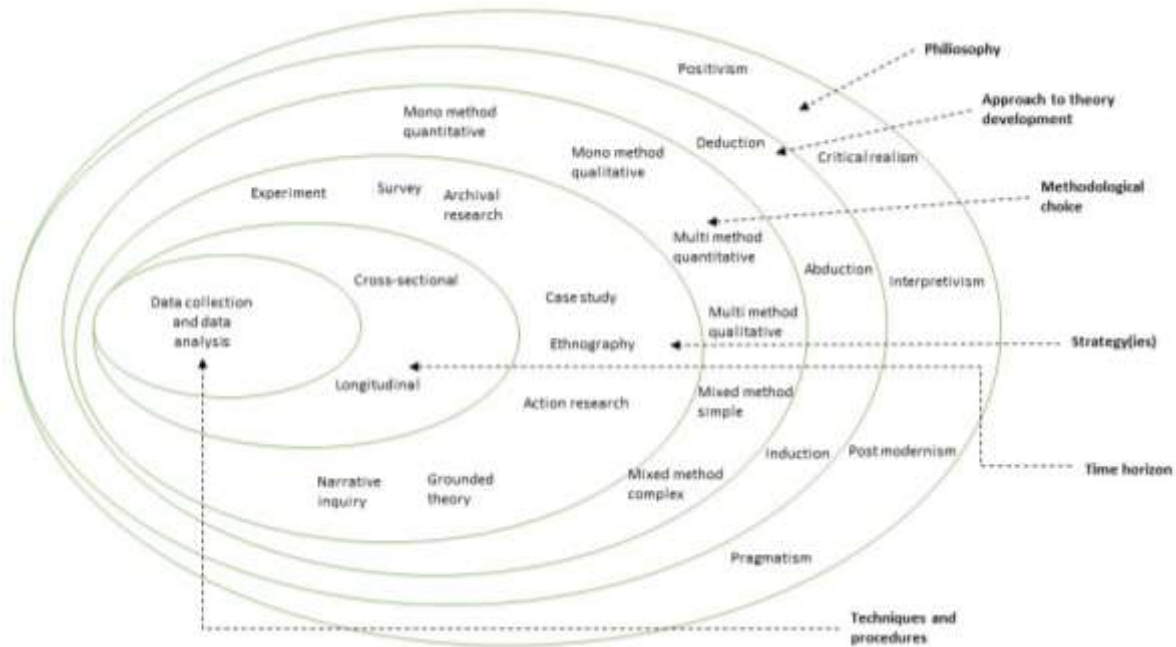 Positivism
Philiosophy
Mono method
quantitative
Approach to theory
development
Deduction
Mono method
qualitative
Critical realism
Experiment
Survey
Archival
research
Methodological
choice
Multi method
quantitative
Abduction
Interpretivism
Cross-sectional
Data collection
and data
analysis
Case study
Multi method
qualitative
Ethnography
Strategy(ies)
Longitudinal
Action research
Mixed method
simple
Induction
Post modernism
Time horizon
Narrative
inquiry
Grounded
theory
Mixed method
complex
Pragmatism
Techniques and
procedures